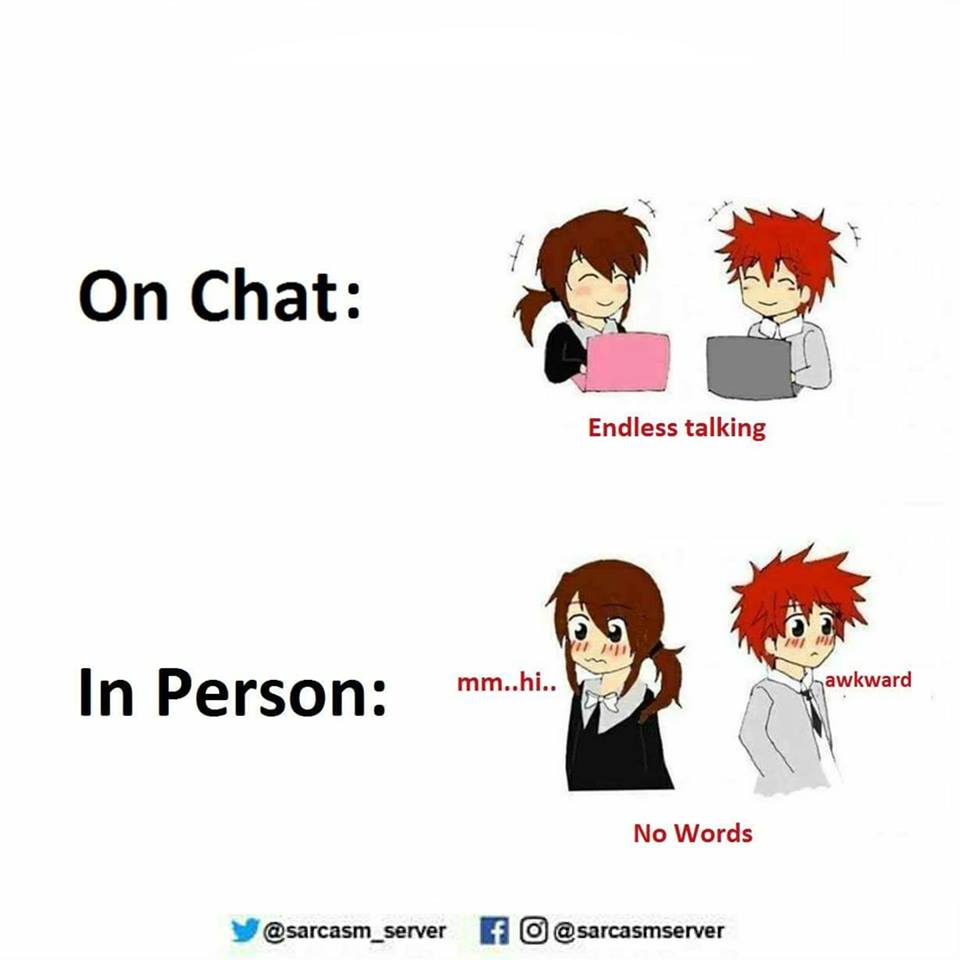 On Chat:
Endless talking
In Person:
mm..hi..
awkward
No Words
@sarcasm_server
@sarcasmserver